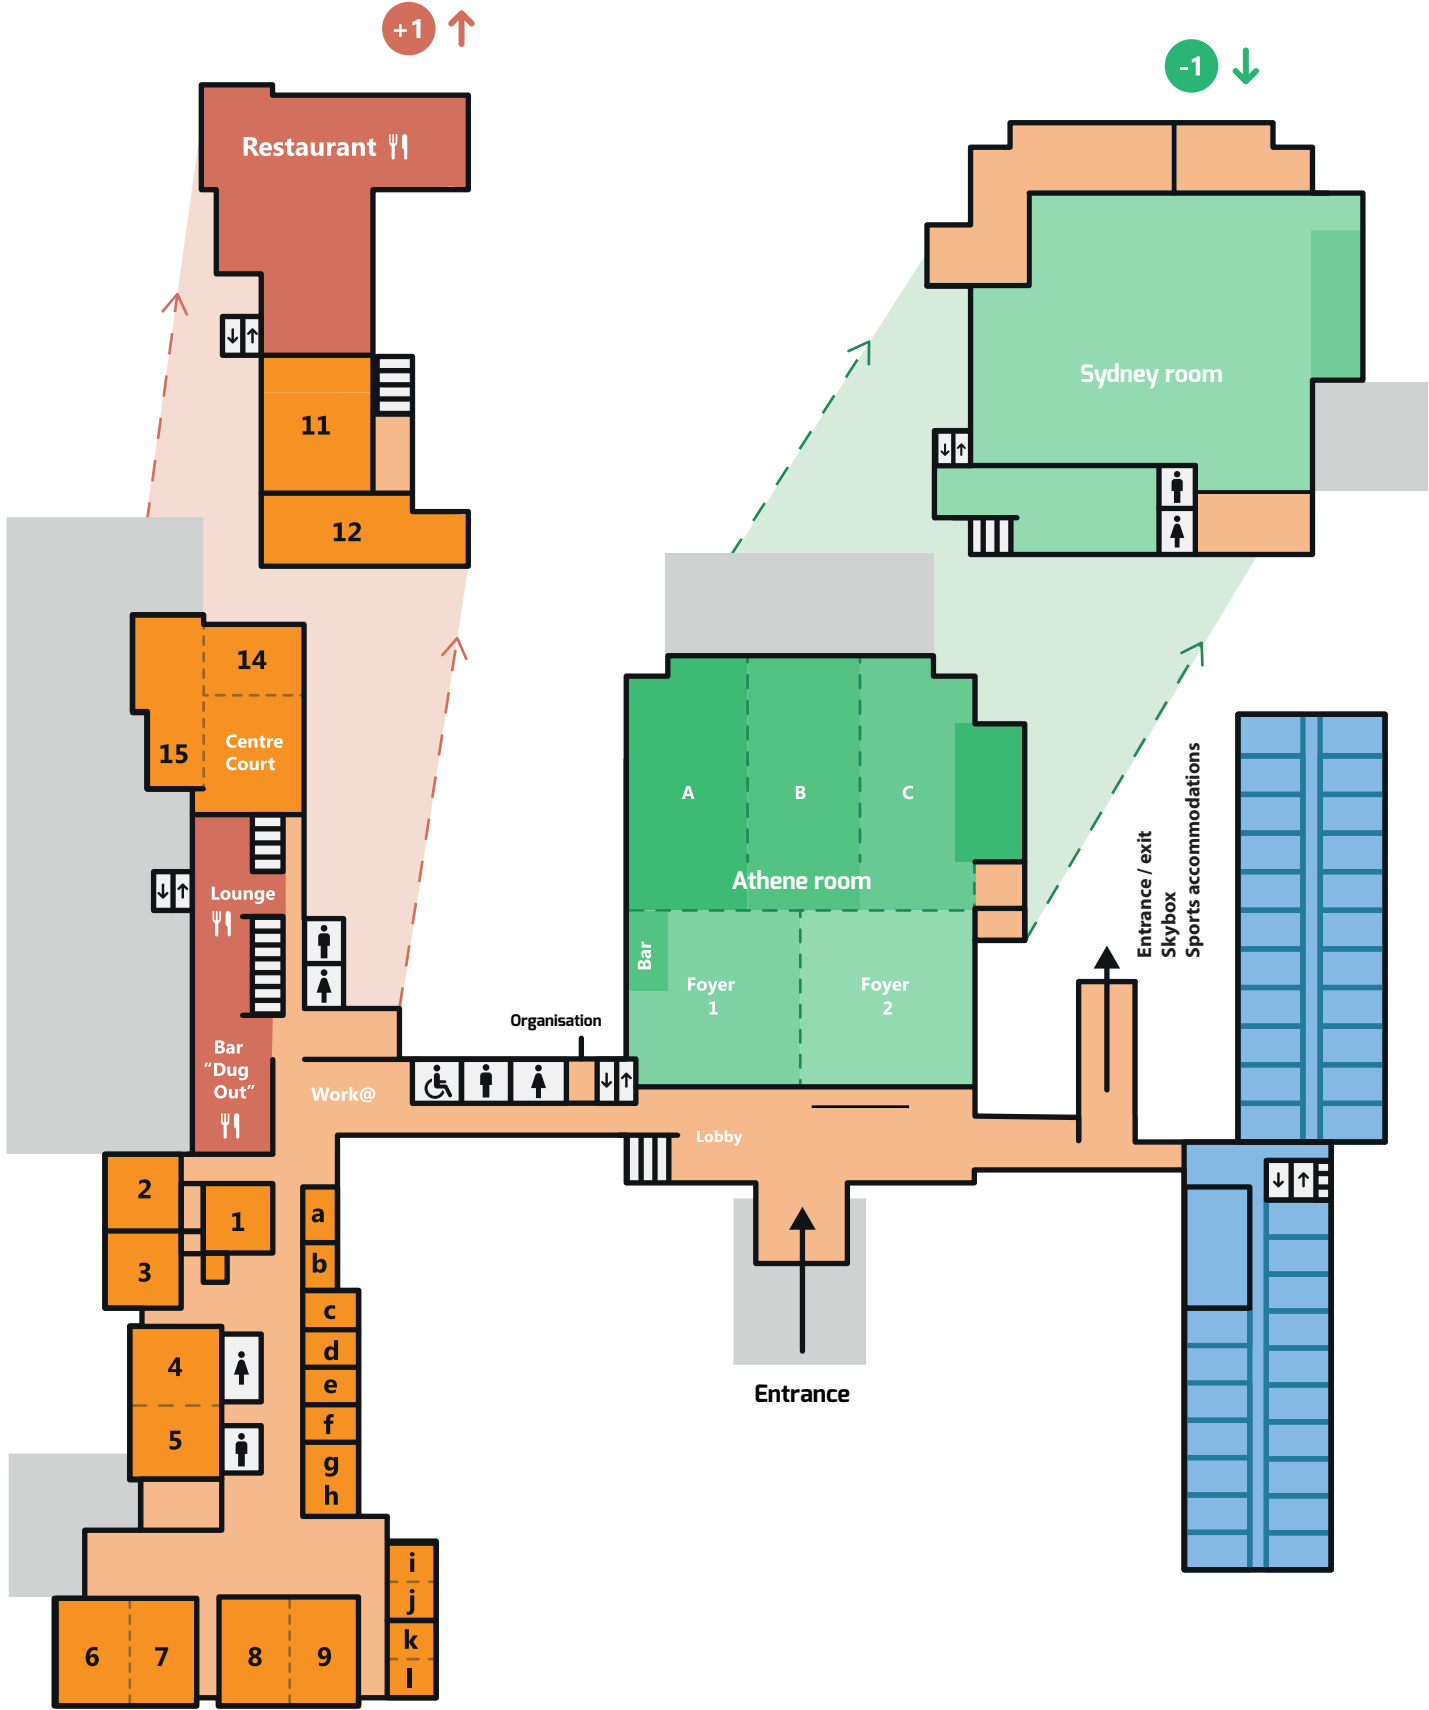 +1
-1
Restaurant
11
12
Sydney room
14
15
Centre
Court
Lounge
Bar
"Dug
Out"
Work@
Organisation
A
B
C
Athene room
Bar
Foyer
1
Foyer
2
Lobby
Entrance
Entrance / exit
Skybox
Sports accommodations
2
1
3
4
5
a
b
c
d
e
f
g
h
i
j
k
l
6
7
8
9